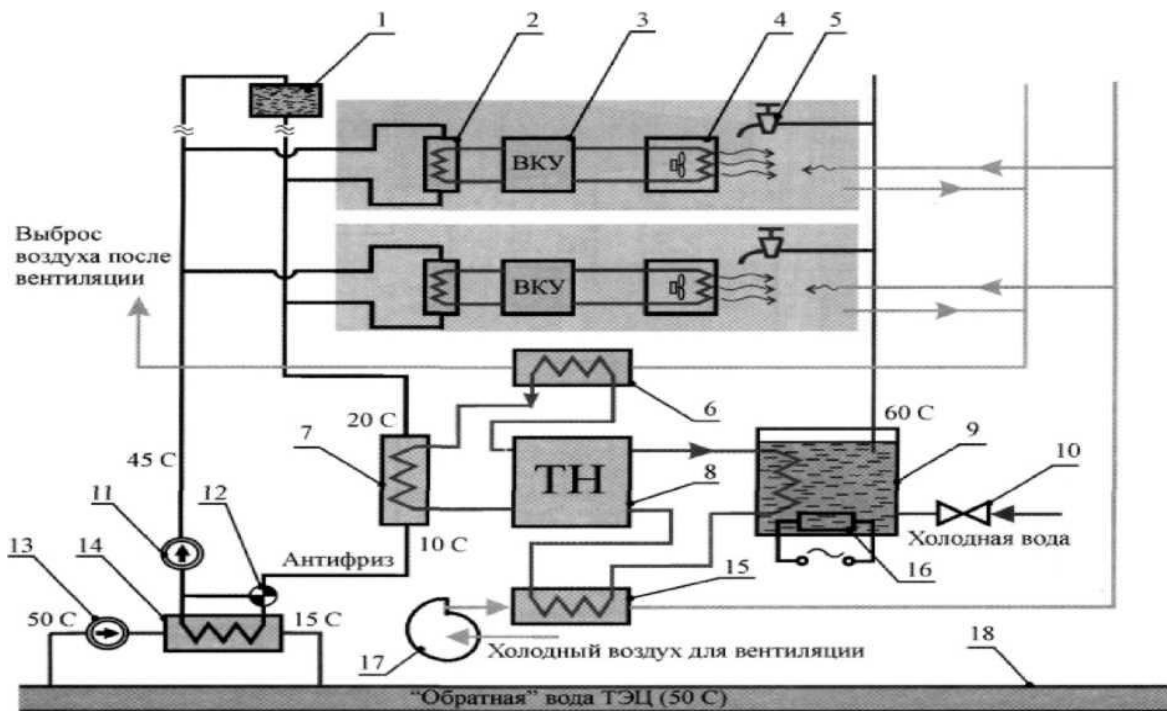 1
2
3
4
5
ВКУ
Выброс
воздуха после
вентиляции
ВКУ
6
20 С
60 С
7
ТН
8
9
10
45 С
11
12
10 С
Холодная вода
13
14
Антифриз
16
15
50 С
15 С
17
Холодный воздух для вентиляции
18
“Обратная” вода ТЭЦ (50 С)